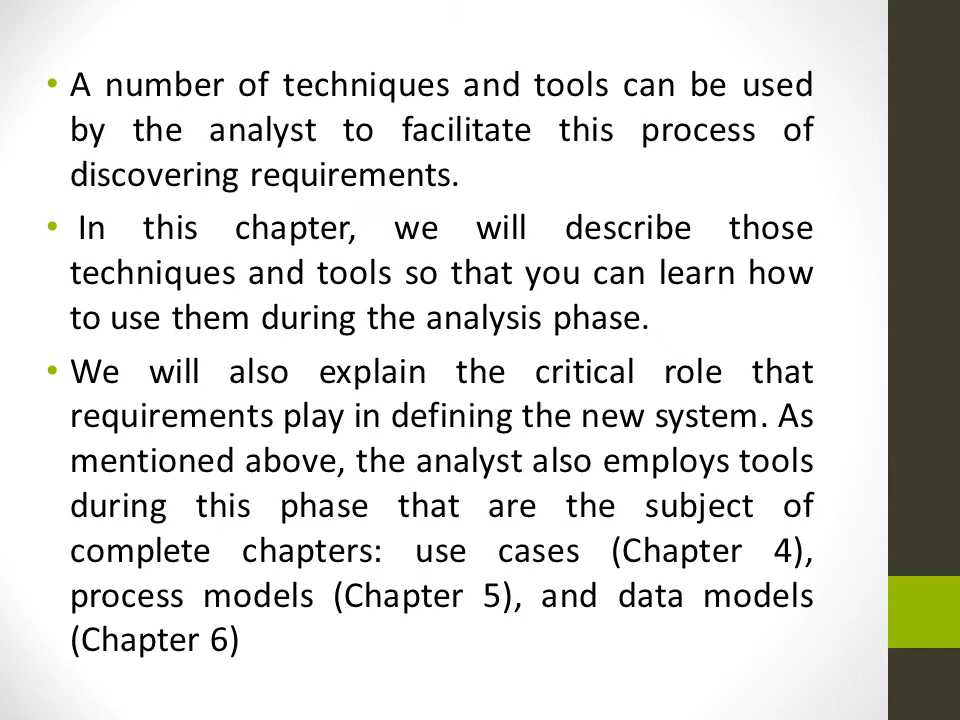 • A number of techniques and tools can be used
by the analyst to facilitate this process of
discovering requirements.
• In this chapter, we will describe those
techniques and tools so that you can learn how
to use them during the analysis phase.
• We will also explain the critical role that
requirements play in defining the new system. As
mentioned above, the analyst also employs tools
during this phase that are the subject of
complete chapters: use cases (Chapter 4),
process models (Chapter 5), and data models
(Chapter 6)